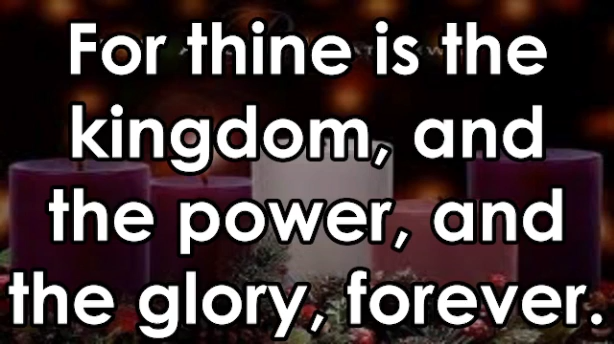 For thine is the
kingdom, and
the power, and
the glory, forever.